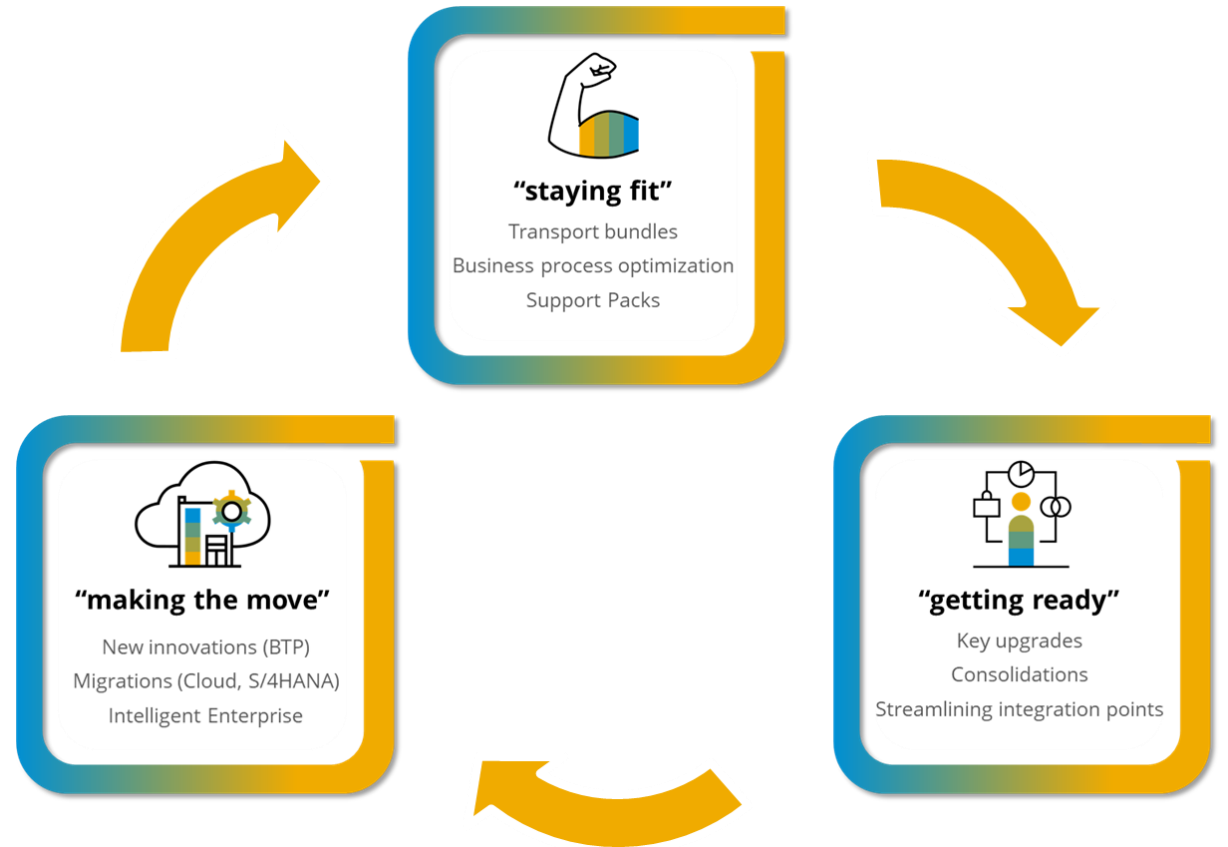 “staying fit”
Transport bundles
Business process optimization
Support Packs
“making the move”
New innovations (BTP)
Migrations (Cloud, S/4HANA)
Intelligent Enterprise
“getting ready”
Key upgrades
Consolidations
Streamlining integration points